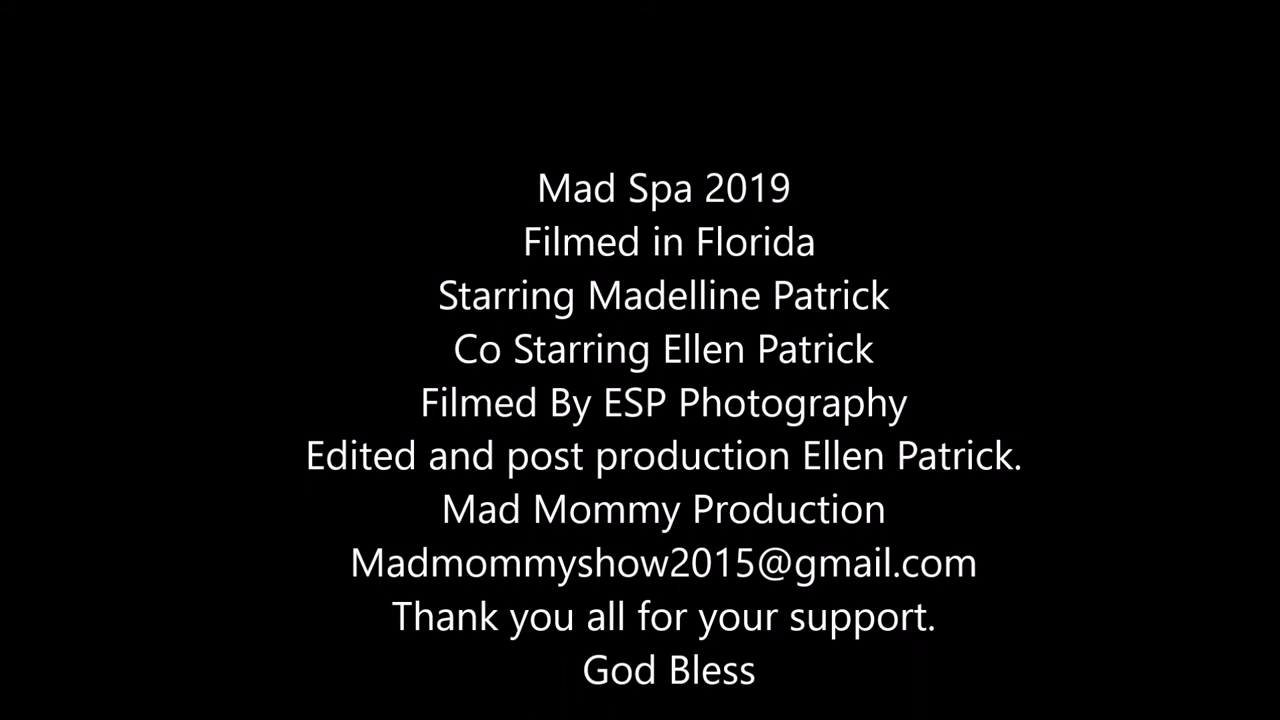 Mad Spa 2019
Filmed in Florida
Starring Madelline Patrick
Co Starring Ellen Patrick
Filmed By ESP Photography
Edited and post production Ellen Patrick.
Mad Mommy Production
Madmommyshow2015@gmail.com
Thank you all for your support.
God Bless